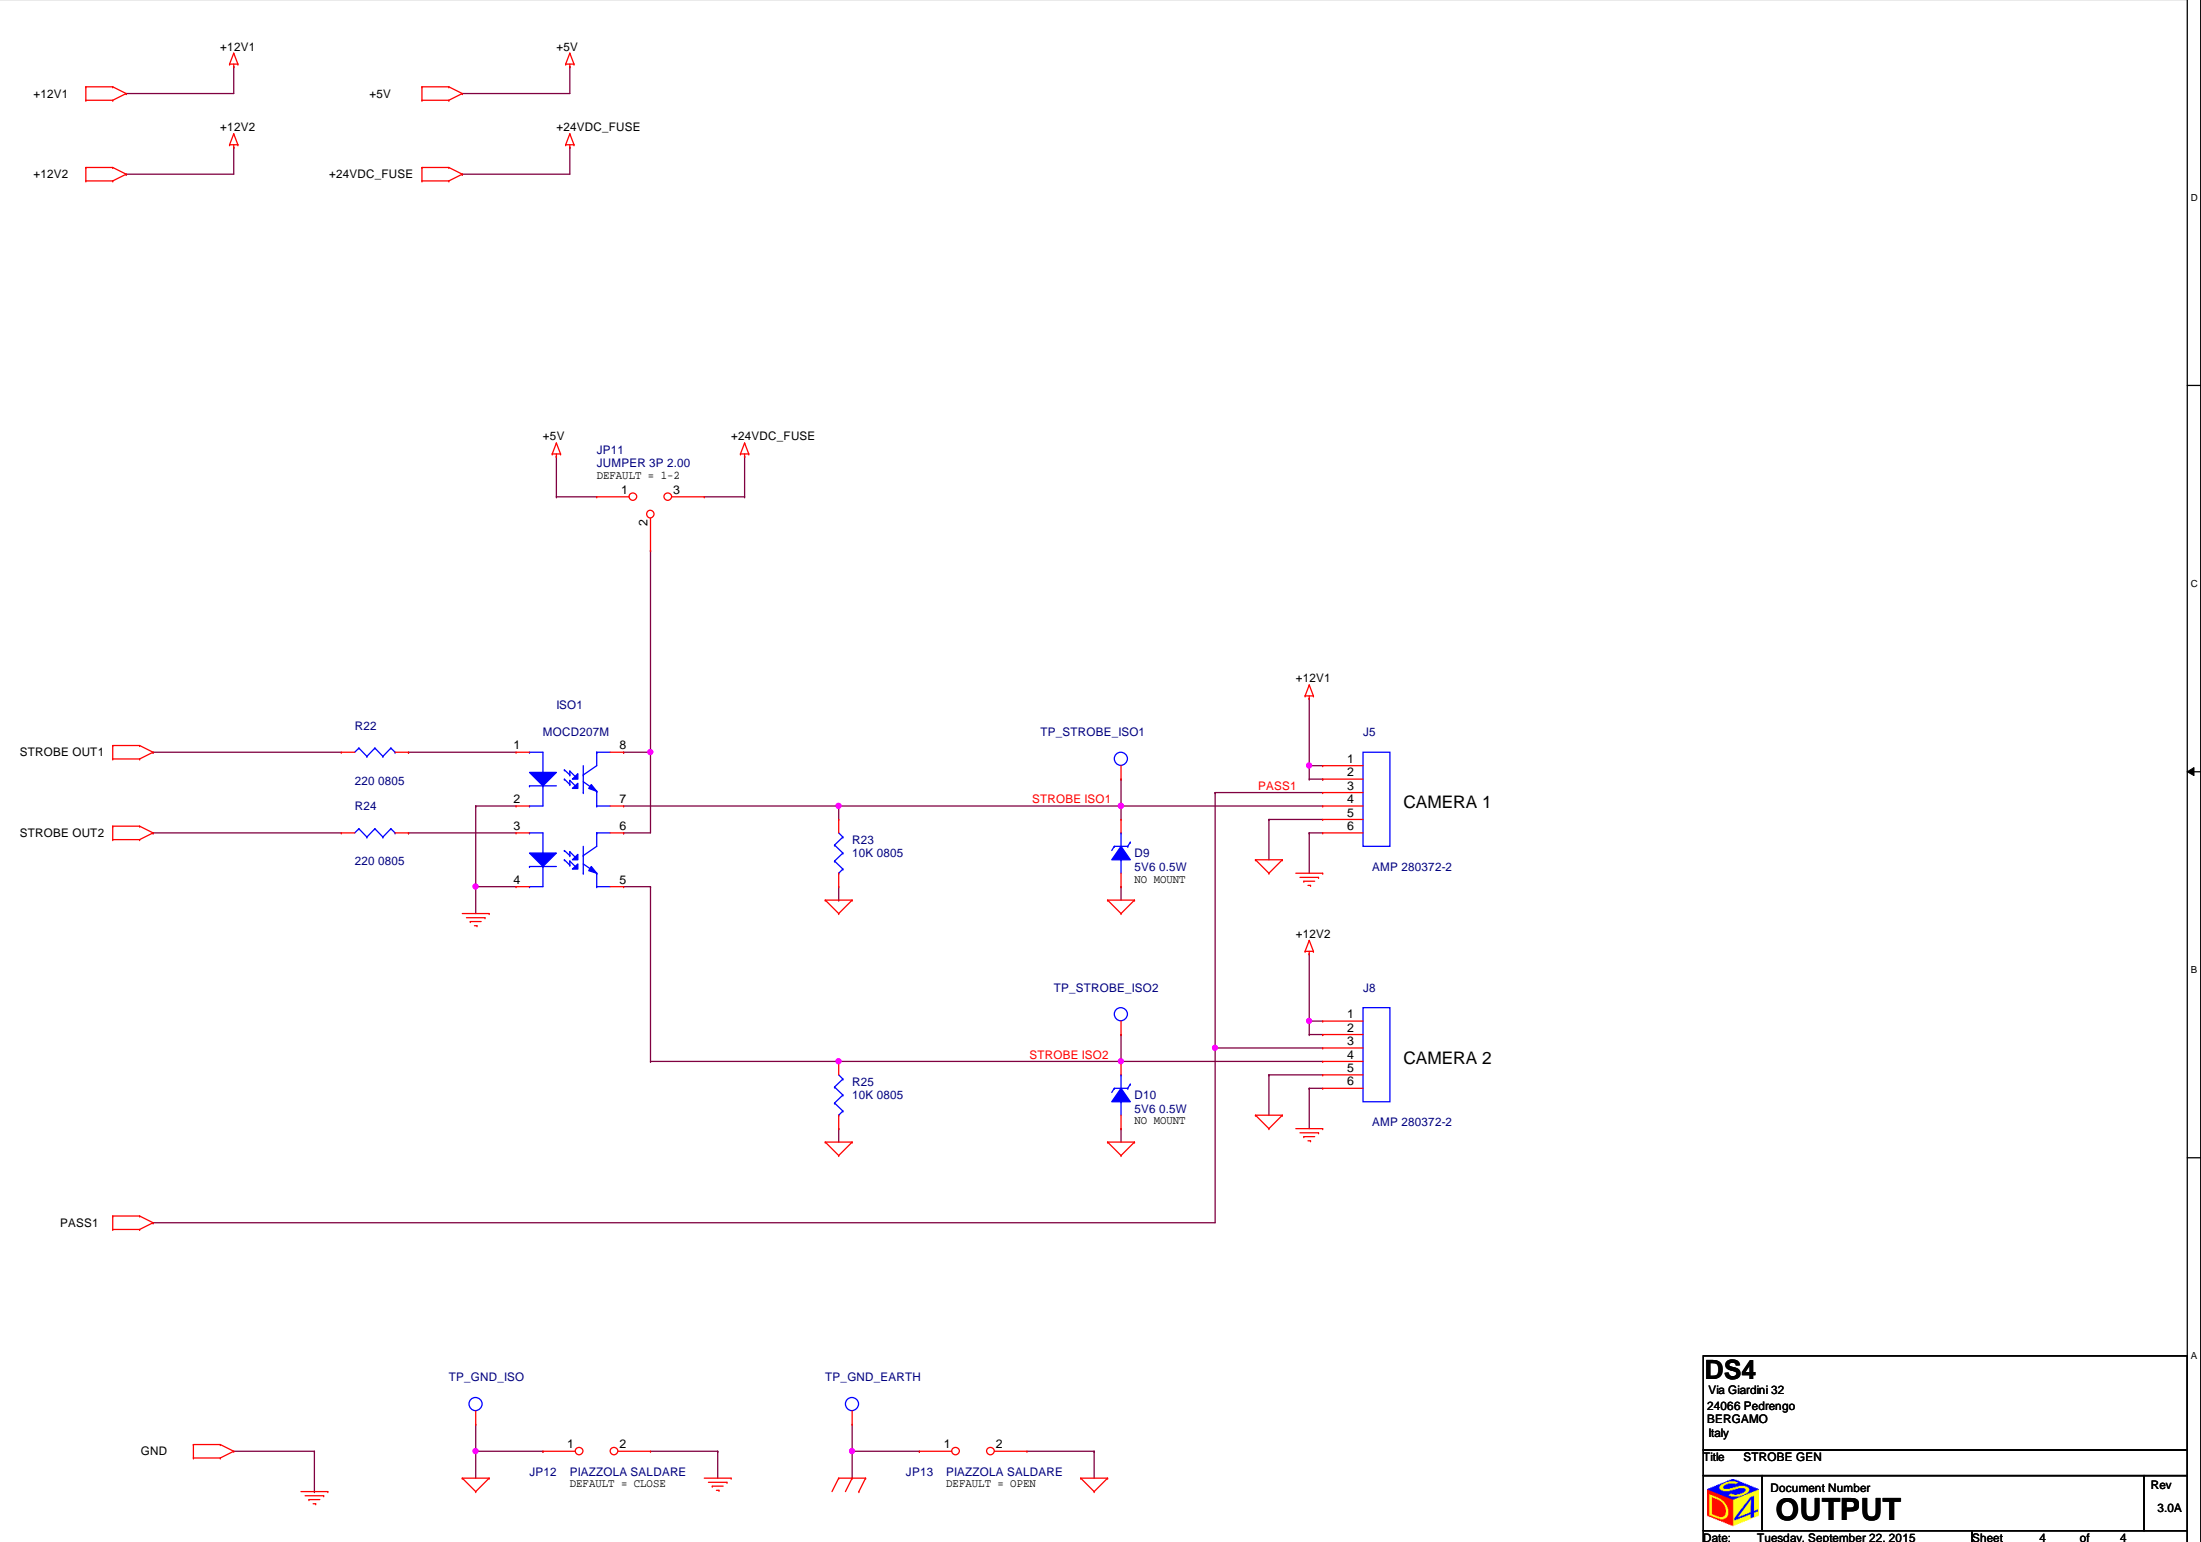 +12V1
+5V
+12V1
+5V
+12V2
+24VDC_FUSE
+12V2
+24VDC_FUSE
D
+5V
+24VDC_FUSE
JP11
JUMPER 3P 2.00
DEFAULT = 1-2
1
3
2
C
+12V1
ISO1
R22
MOCD207M
TP_STROBE_ISO1
J5
STROBE OUT1
1
8
220 0805
R24
2
7
STROBE ISO1
PASS1
1
2
3
4
5
6
CAMERA 1
STROBE OUT2
3
6
220 0805
R23
10K 0805
D9
5V6 0.5W
NO MOUNT
AMP 280372-2
4
5
+12V2
B
TP_STROBE_ISO2
J8
STROBE ISO2
1
2
3
4
5
6
CAMERA 2
R25
10K 0805
D10
5V6 0.5W
NO MOUNT
AMP 280372-2
PASS1
A
TP_GND_ISO
TP_GND_EARTH
GND
1
2
JP12 PIAZZOLA SALDARE
DEFAULT = CLOSE
1
2
JP13 PIAZZOLA SALDARE
DEFAULT = OPEN
DS4
Via Giardini 32
24066 Pedrengo
BERGAMO
Italy
Title STROBE GEN
DS4
Document Number
OUTPUT
Rev
3.0A
Date: Tuesday, September 22, 2015 Sheet 4 of 4